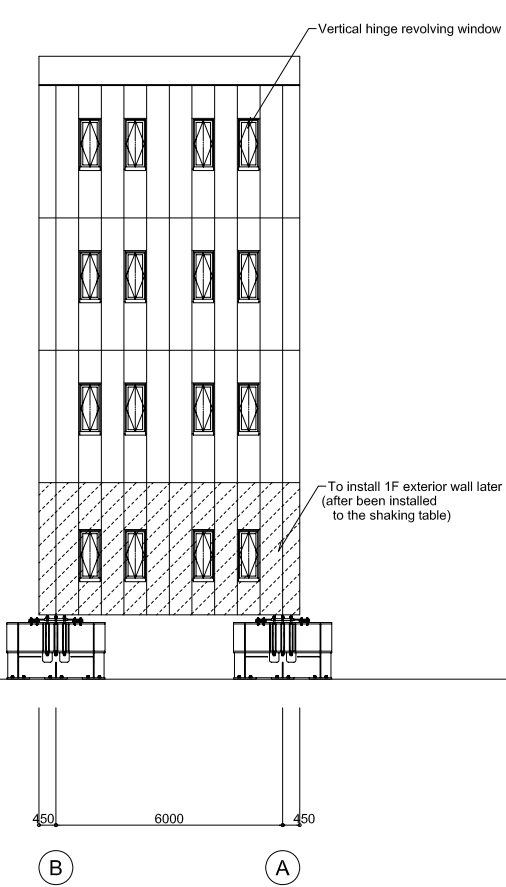 Vertical hinge revolving window
To install 1F exterior wall later
(after been installed
to the shaking table)
450 6000 450
B A